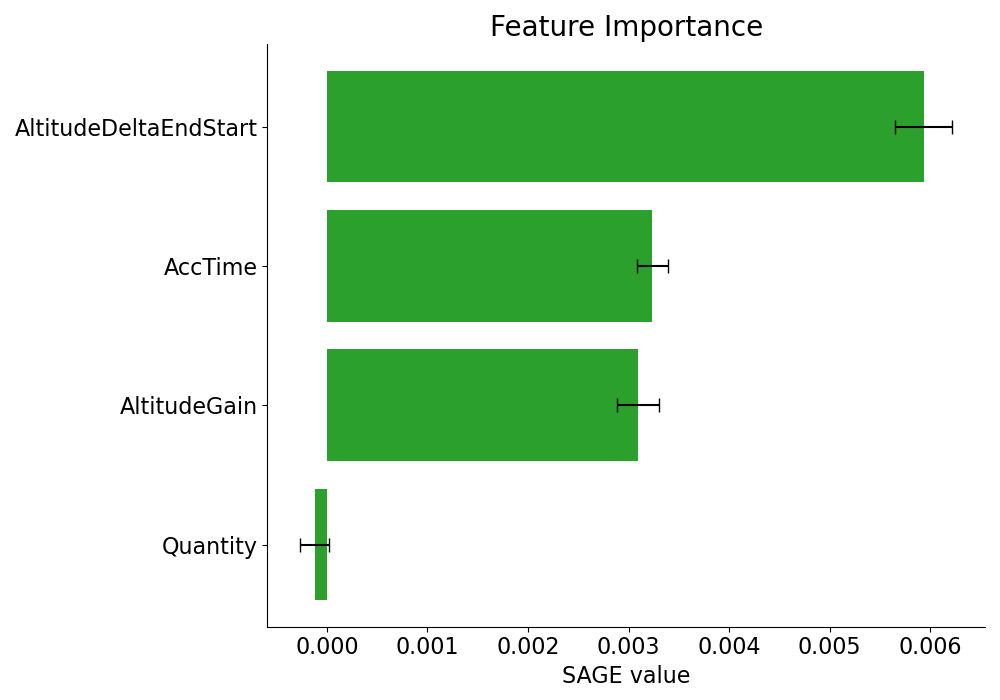 Feature Importance
AltitudeDeltaEndStart
AccTime
AltitudeGain
Quantity
0.000 0.001 0.002 0.003 0.004 0.005 0.006
SAGE value